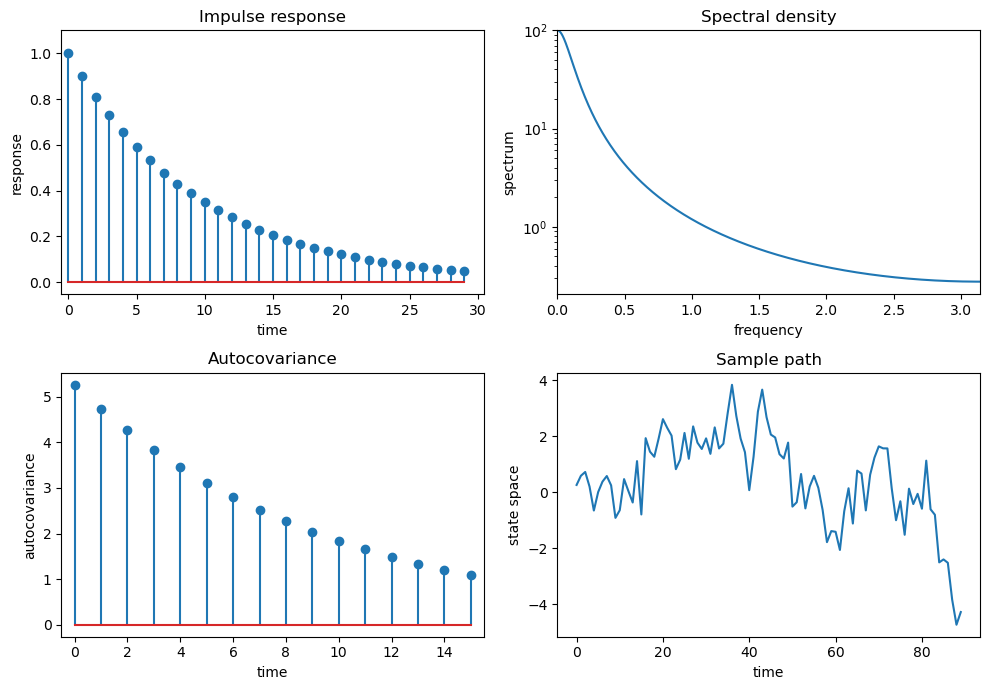 Impulse response
response
1.0
0.8
0.6
0.4
0.2
0.0
0 5 10 15 20 25 30
time
Spectral density
spectrum
10²
10¹
10⁰
0.0 0.5 1.0 1.5 2.0 2.5 3.0
frequency
Autocovariance
autocovariance
5
4
3
2
1
0
0 2 4 6 8 10 12 14
time
Sample path
state space
4
2
0
−2
−4
0 20 40 60 80
time